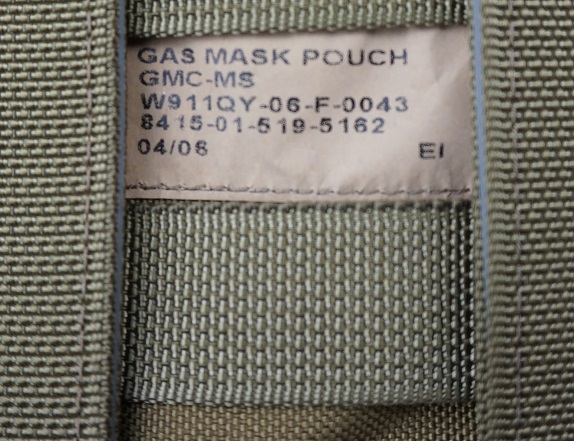 GAS MASK POUCH
GMC-MS
W911QY-06-F-0043
8415-01-519-5162
04/08 EI